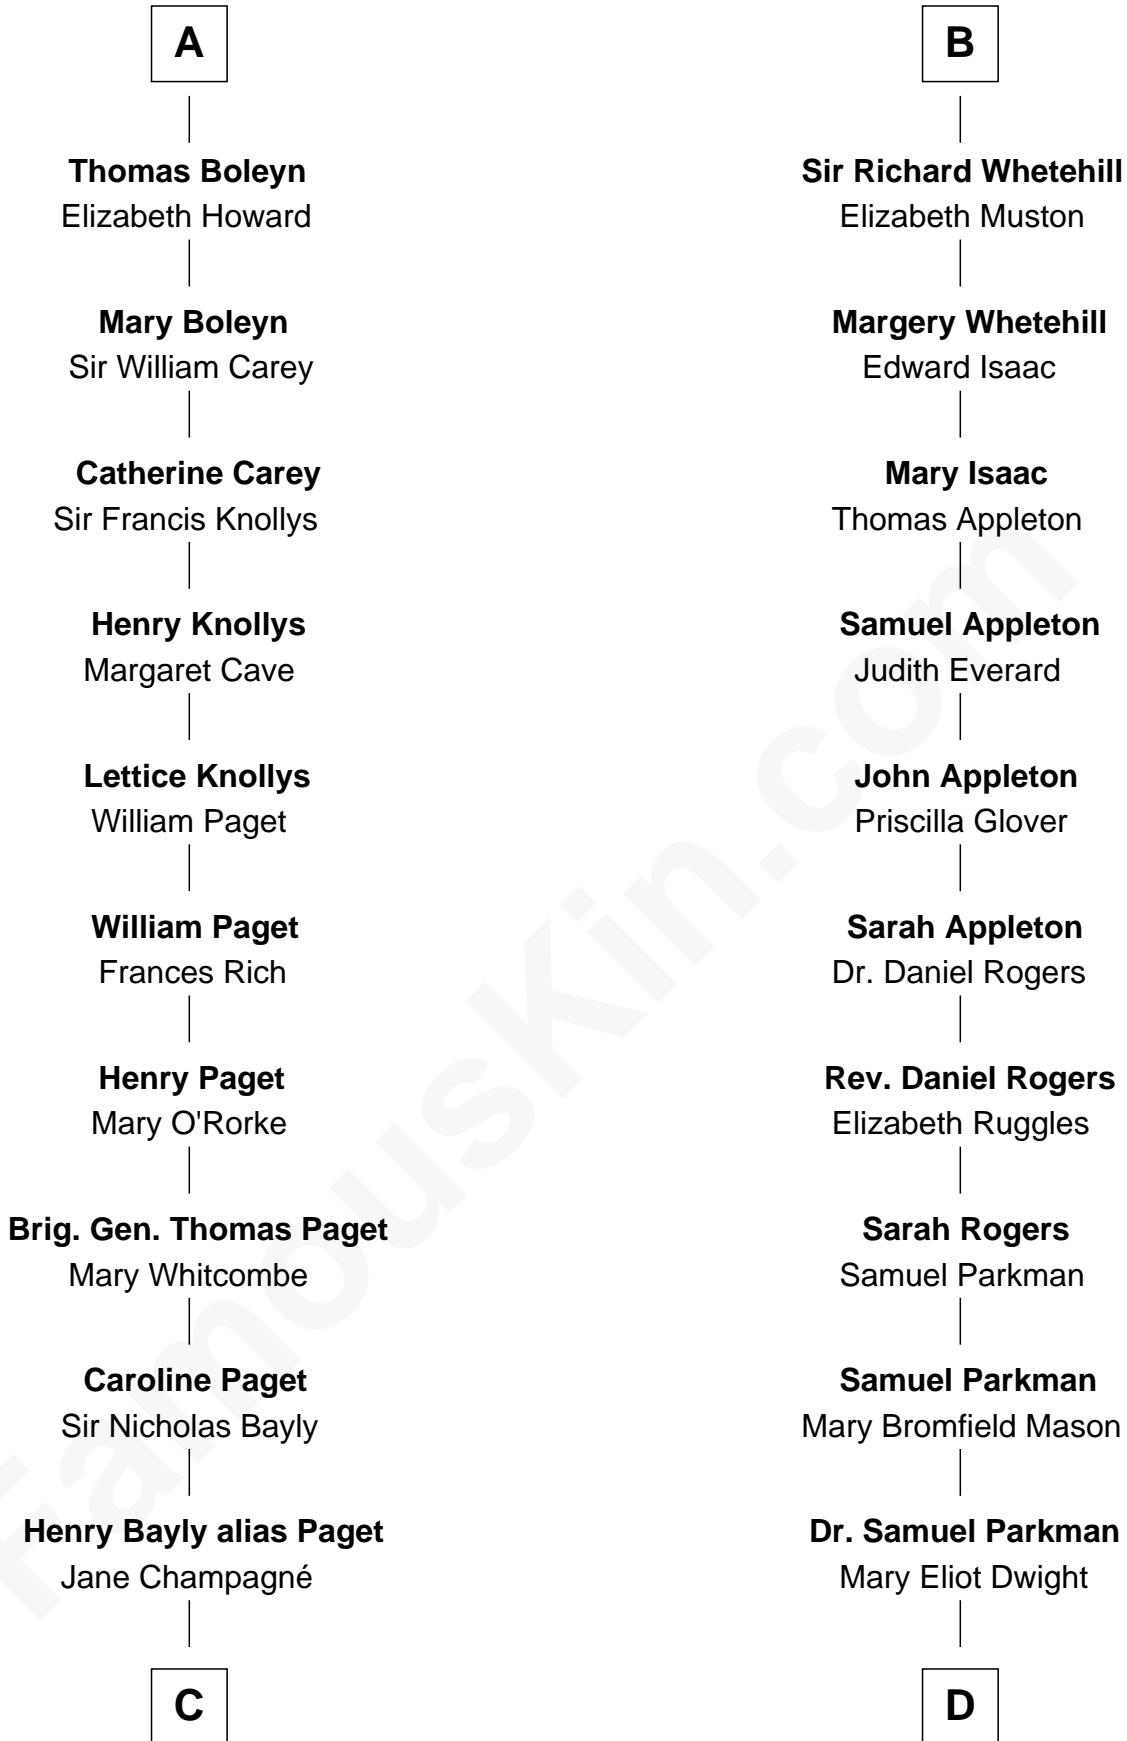 A
Thomas Boleyn
Elizabeth Howard
Mary Boleyn
Sir William Carey
Catherine Carey
Sir Francis Knollys
Henry Knollys
Margaret Cave
Lettice Knollys
William Paget
William Paget
Frances Rich
Henry Paget
Mary O'Rorke
Brig. Gen. Thomas Paget
Mary Whitcombe
Caroline Paget
Sir Nicholas Bayly
Henry Bayly alias Paget
Jane Champagné
C
B
Sir Richard Whetehill
Elizabeth Muston
Margery Whetehill
Edward Isaac
Mary Isaac
Thomas Appleton
Samuel Appleton
Judith Everard
John Appleton
Priscilla Glover
Sarah Appleton
Dr. Daniel Rogers
Rev. Daniel Rogers
Elizabeth Ruggles
Sarah Rogers
Samuel Parkman
Samuel Parkman
Mary Bromfield Mason
Dr. Samuel Parkman
Mary Eliot Dwight
D
FamousKin.com